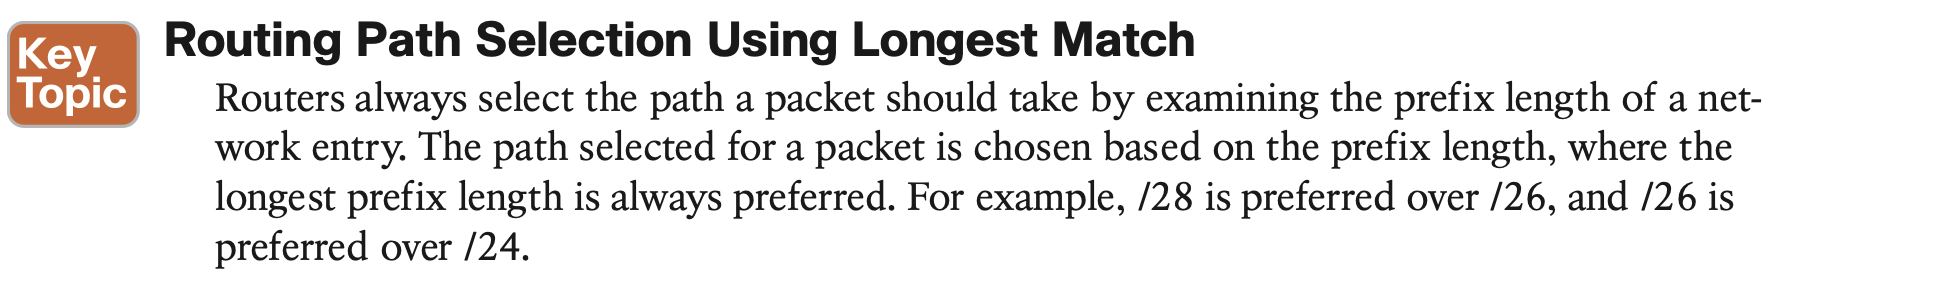 Key
Topic
Routing Path Selection Using Longest Match
Routers always select the path a packet should take by examining the prefix length of a net-
work entry. The path selected for a packet is chosen based on the prefix length, where the
longest prefix length is always preferred. For example, /28 is preferred over /26, and /26 is
preferred over /24.